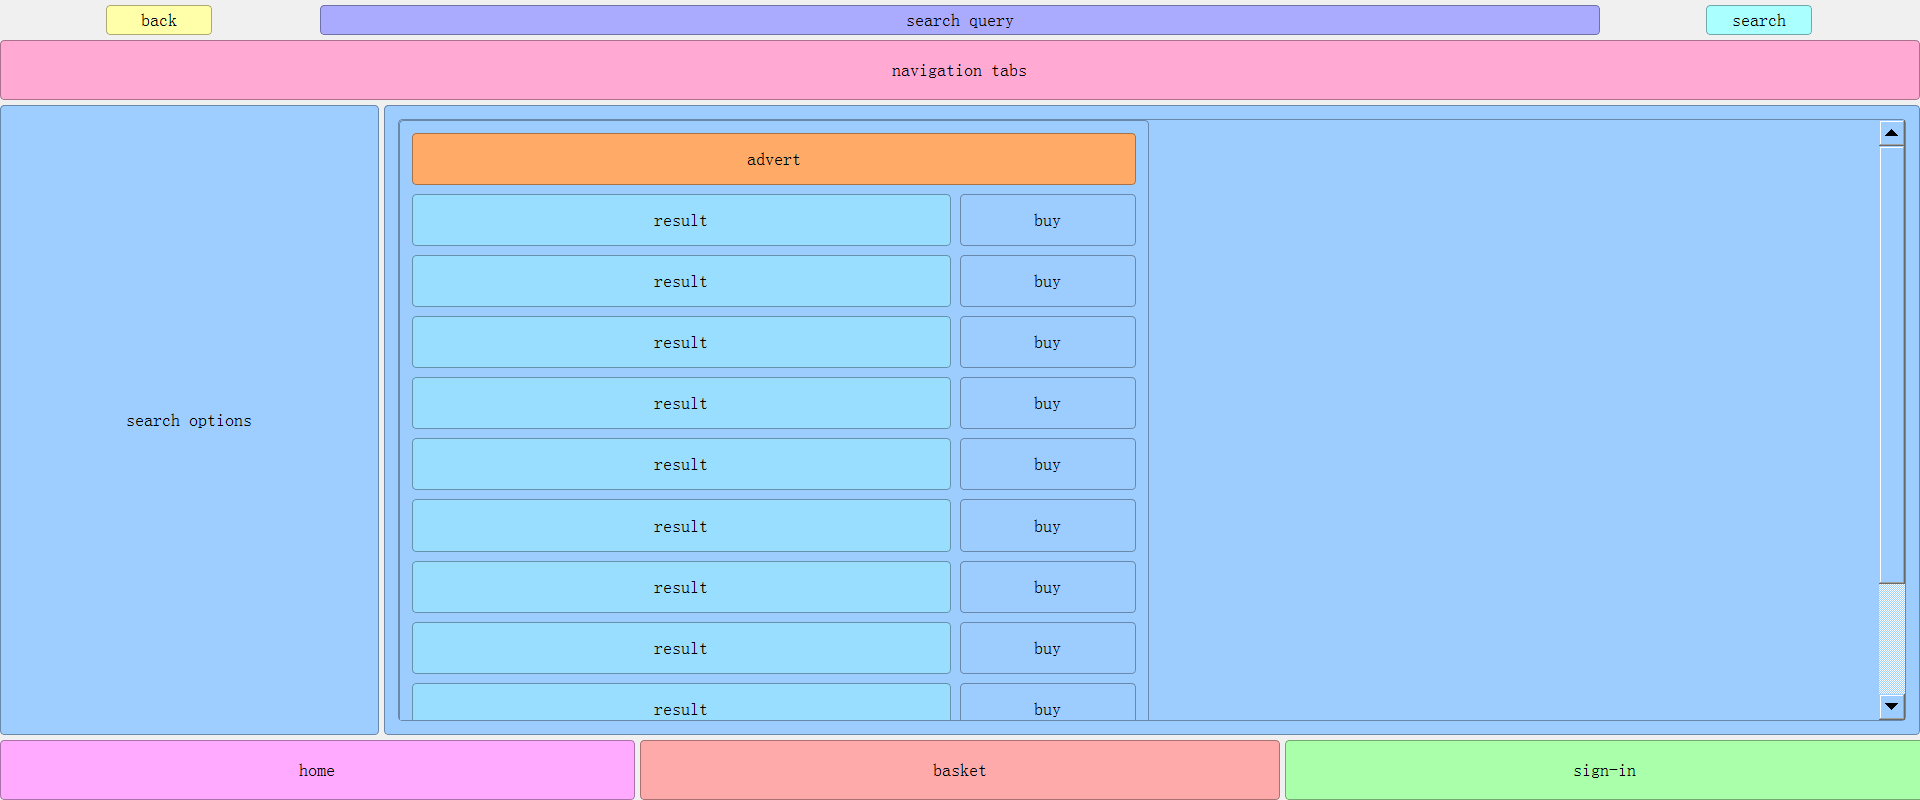 back
search query
search
navigation tabs
search options
advert
result
buy
result
buy
result
buy
result
buy
result
buy
result
buy
result
buy
result
buy
result
buy
home
basket
sign-in